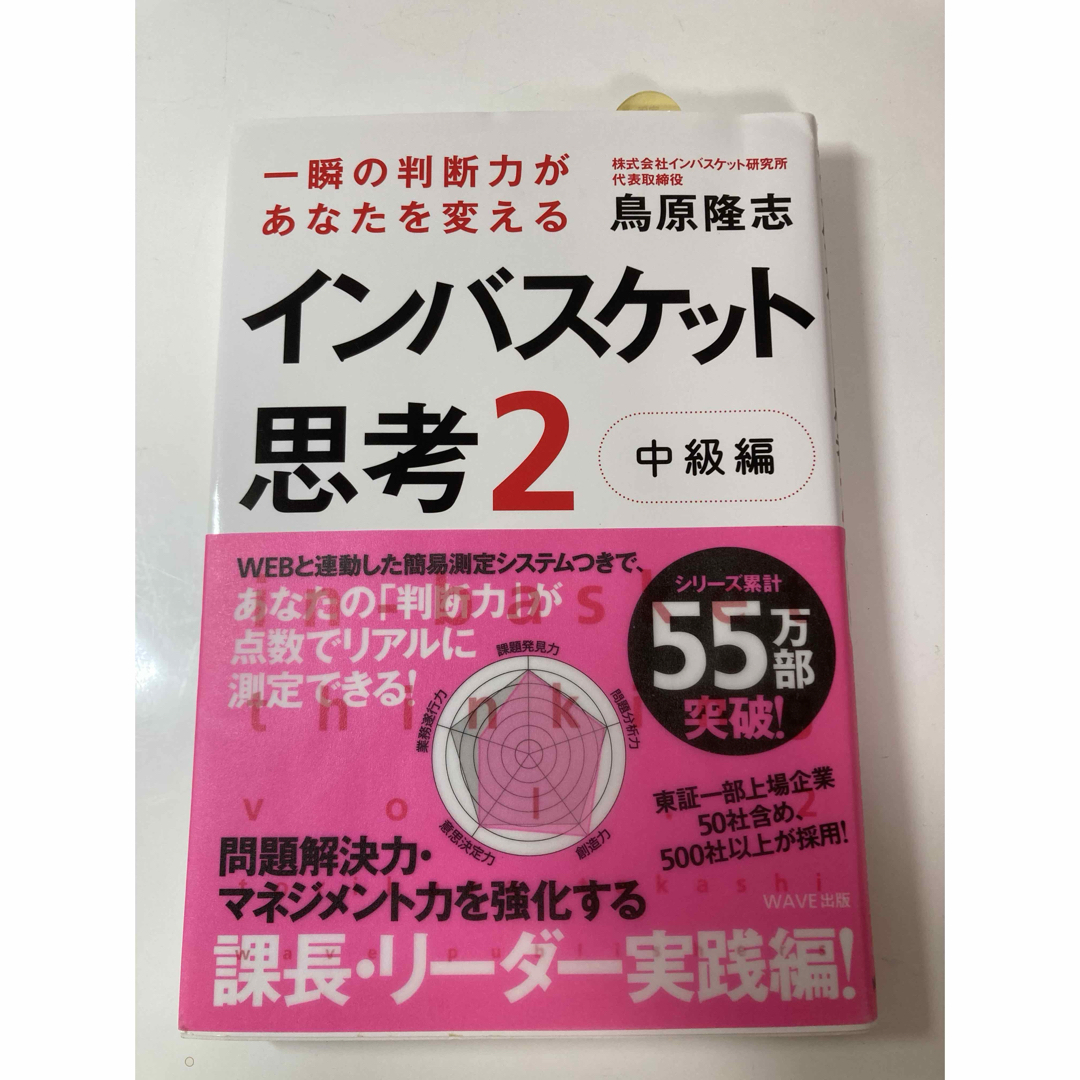 一瞬の判断力が
あなたを変える
株式会社インバスケット研究所
代表取締役
鳥原隆志
インバスケット
思考2
中級編
WEBと連動した簡易測定システムつきで、
あなたの「判断力」が
点数でリアルに
測定できる!
シリーズ累計
55万部
突破!
課題発見力
問題分析力
創造力
意思決定力
業務遂行力
東証一部上場企業
50社含め、
500社以上が採用!
問題解決力・
マネジメント力を強化する
課長・リーダー実践編!
WAVE出版
in-basket
thinking
vol.2